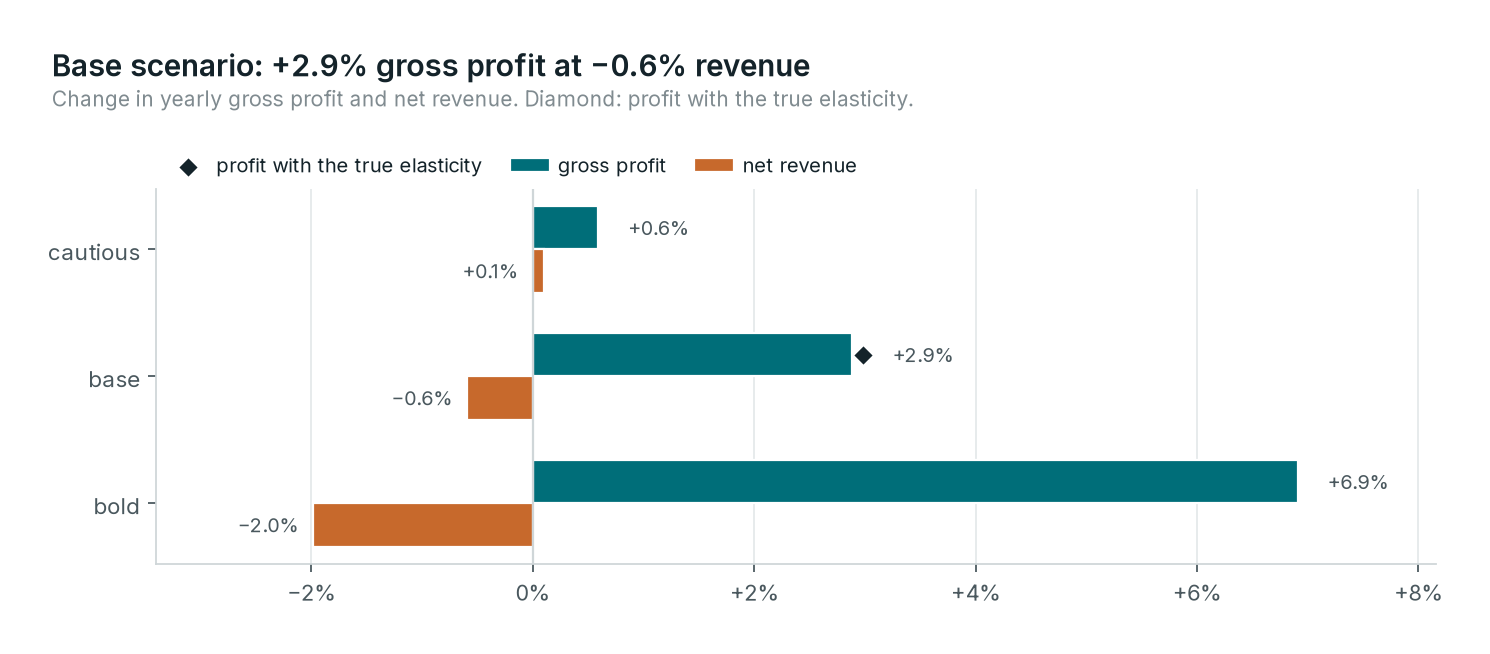 Base scenario: +2.9% gross profit at −0.6% revenue
Change in yearly gross profit and net revenue. Diamond: profit with the true elasticity.
profit with the true elasticity gross profit net revenue
cautious +0.6%
+0.1%
base +2.9%
−0.6%
bold +6.9%
−2.0%
−2% 0% +2% +4% +6% +8%